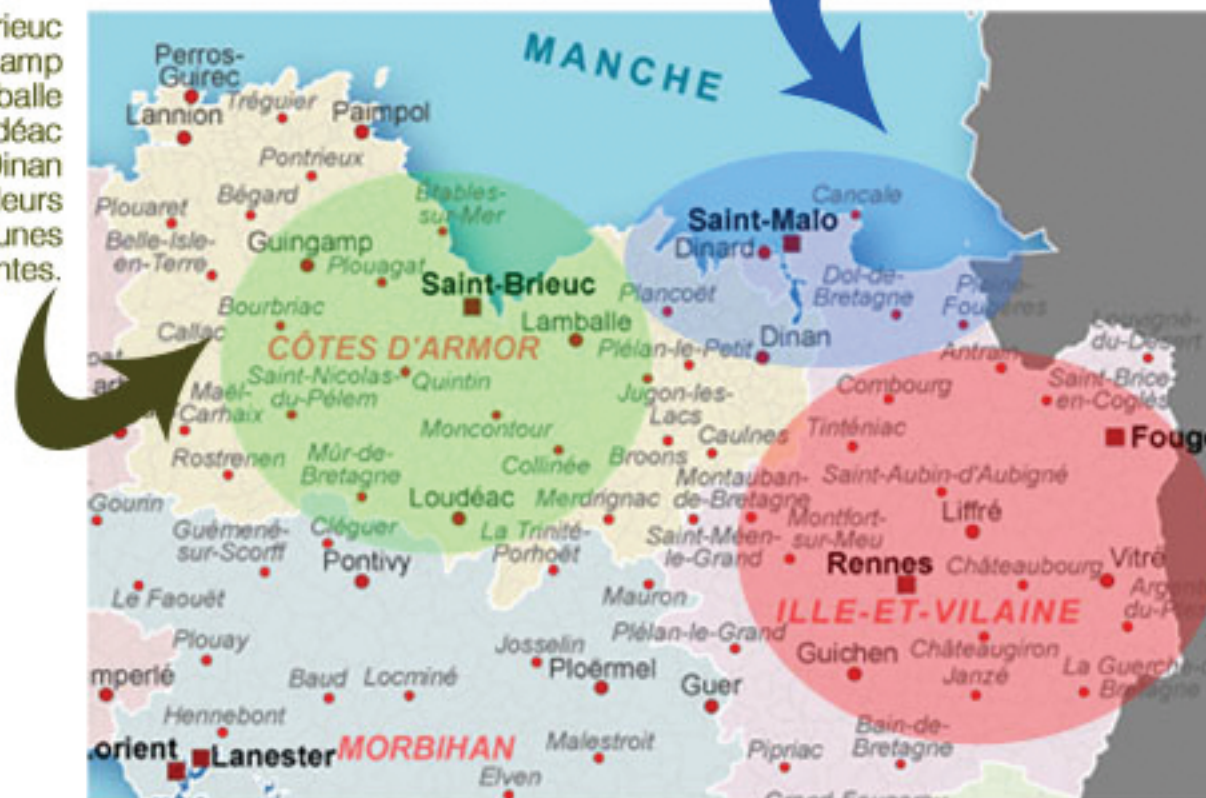 rieuc
amp
balle
déac
Dinan
leurs
unes
ntes.
MANCHE
Perros-
Guirec
Tréguier
Lannion
Paimpol
Pontrieux
Bégard
Plouaret
Belle-Isle-
en-Terre
Guingamp
Plouagat
Étables-
sur-Mer
Saint-Brieuc
Bourbriac
Callac
Lamballe
CÔTES D'ARMOR
Saint-Nicolas-
du-Pélem
Quintin
Maël-
Carhaix
Moncontour
Rostrenen
Mûr-de-
Bretagne
Collinée
Loudéac
Merdrignac
Gourin
Guémené-
sur-Scorff
Cléguer
La Trinité-
Porhoët
Pontivy
Le Faouët
Plouay
mperlé
Baud
Locminé
Josselin
Ploërmel
Hennebont
.orient
Lanester
MORBIHAN
Malestroit
Elven
Cancale
Saint-Malo
Dinard
Dol-de-
Bretagne
Pleine-
Fougères
Plancoët
Plélan-le-Petit
Dinan
Jugon-les-
Lacs
Broons
Caulnes
Antrain
Louvigné-
du-Désert
Combourg
Saint-Brice-
en-Coglès
Tinténiac
Foug
Montauban-
de-Bretagne
Saint-Aubin-d'Aubigné
Montfort-
sur-Meu
Liffré
Saint-Méen-
le-Grand
Rennes
Châteaubourg
Vitré
Mauron
Plélan-le-Grand
ILLE-ET-VILAINE
Guichen
Châteaugiron
Janzé
La Guerche-
Bretagne
Guer
Bain-de-
Bretagne
Pipriac